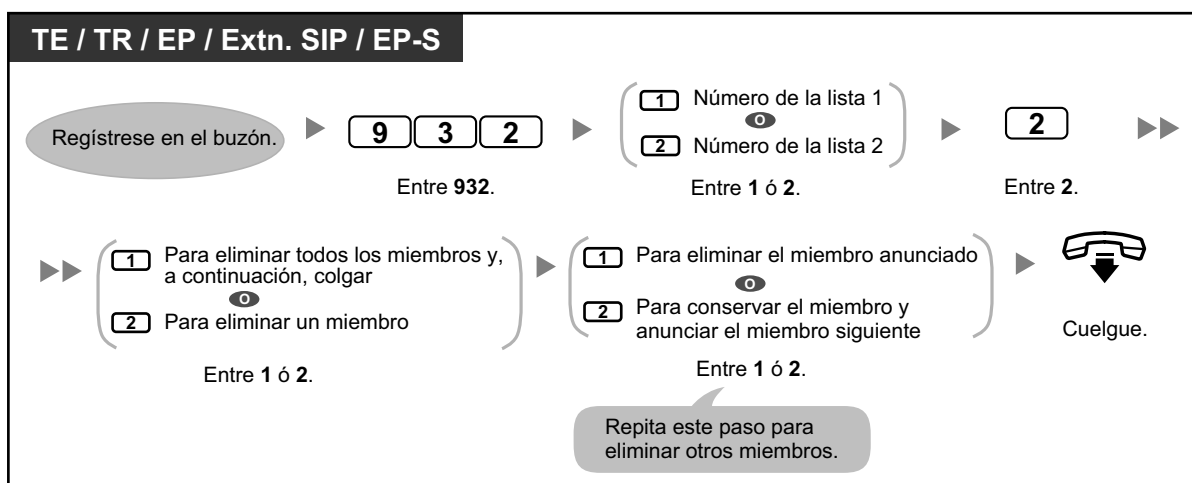 TE / TR / EP / Extn. SIP / EP-S
Regístrese en el buzón.
9 3 2
Entre 932.
1 Número de la lista 1
O
2 Número de la lista 2
Entre 1 ó 2.
2
Entre 2.
1 Para eliminar todos los miembros y,
a continuación, colgar
O
2 Para eliminar un miembro
Entre 1 ó 2.
1 Para eliminar el miembro anunciado
O
2 Para conservar el miembro y
anunciar el miembro siguiente
Entre 1 ó 2.
Repita este paso para
eliminar otros miembros.
Cuelgue.